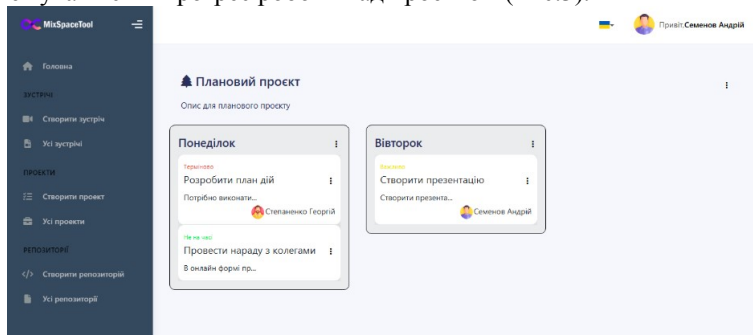 MixSpaceTool
Привіт,Семенов Андрій
Головна
ЗУСТРІЧІ
Створити зустріч
Усі зустрічі
ПРОЕКТИ
Створити проект
Усі проекти
РЕПОЗИТОРІЇ
Створити репозиторій
Усі репозиторії
Плановий проєкт
Опис для планового проєкту
Понеділок
Терміново
Розробити план дій
Потрібно виконати...
Степаненко Георгій
Не на часі
Провести нараду з колегами
В онлайн формі пр...
Вівторок
Важливо
Створити презентацію
Створити презента...
Семенов Андрій